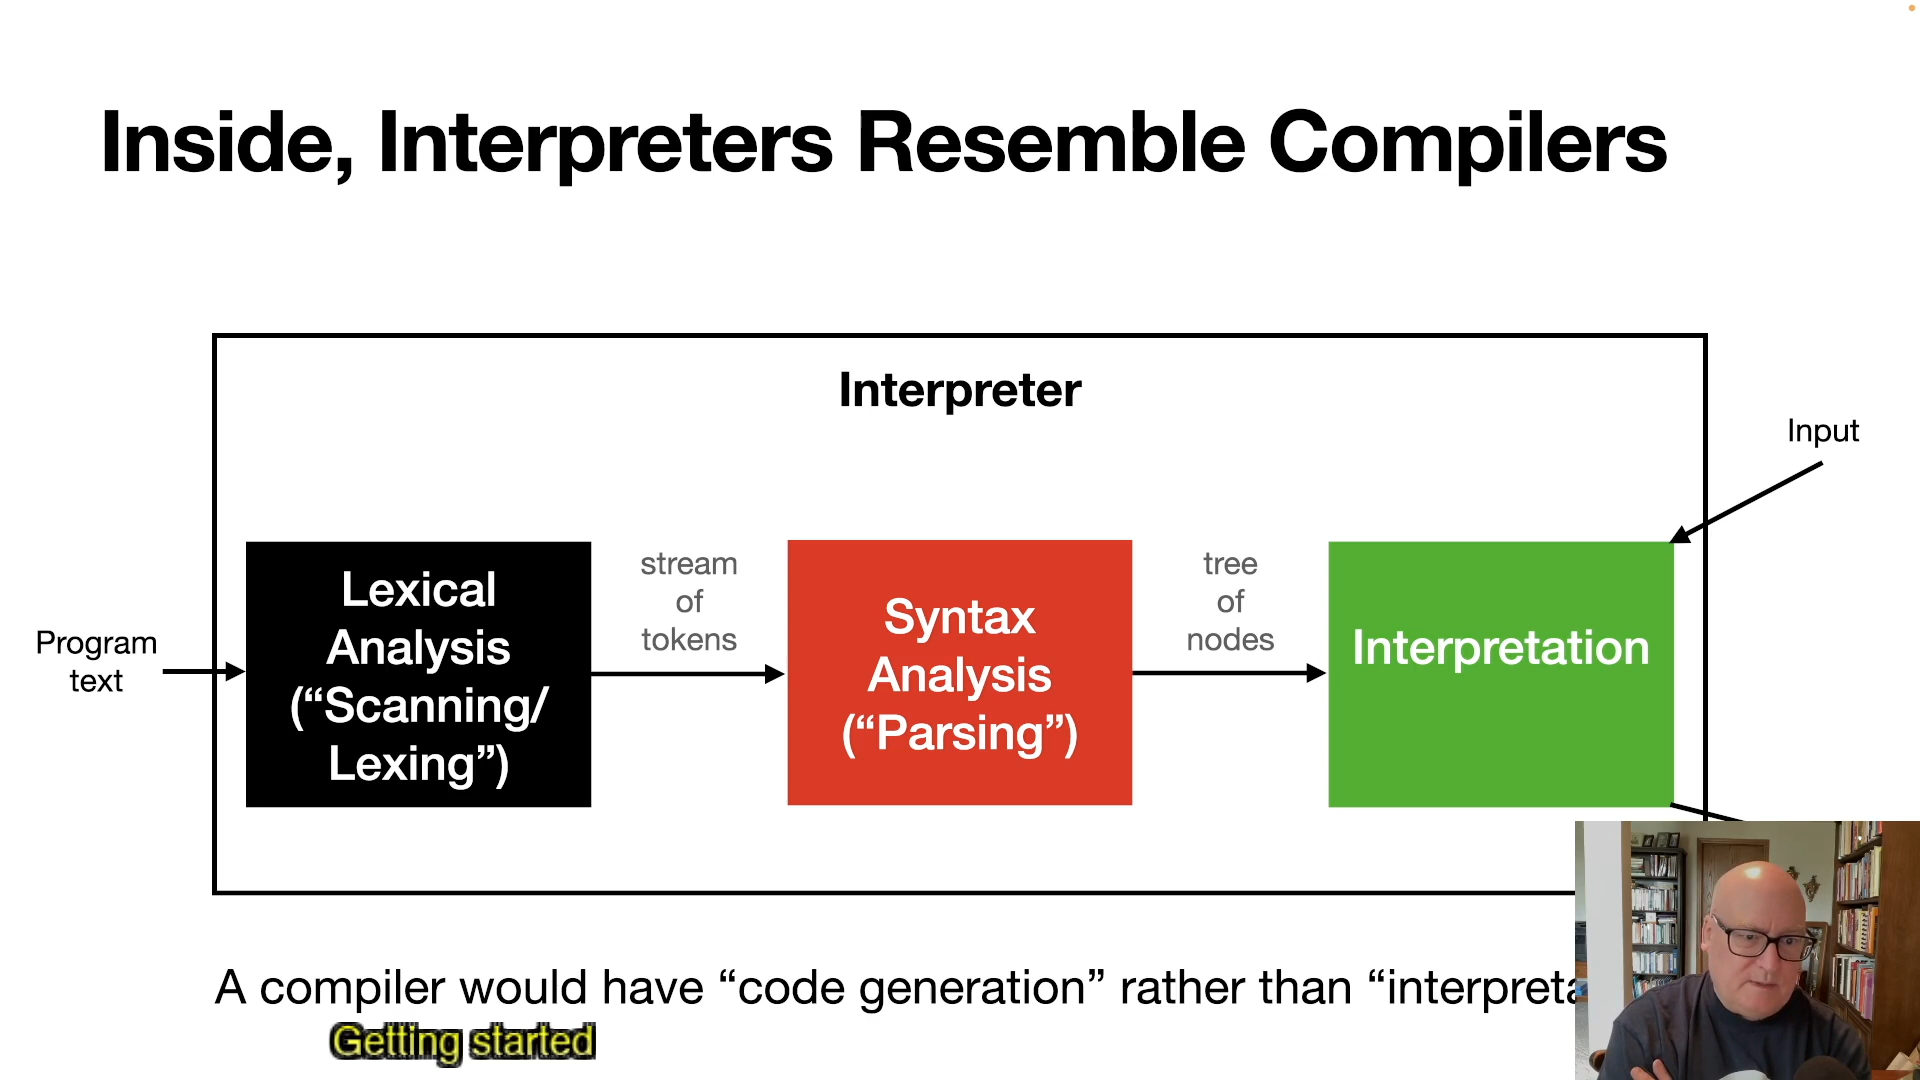 Inside, Interpreters Resemble Compilers
Interpreter
Input
Program
text
Lexical
Analysis
(“Scanning/
Lexing”)
stream
of
tokens
Syntax
Analysis
(“Parsing”)
tree
of
nodes
Interpretation
A compiler would have “code generation” rather than “interpreta
Getting started